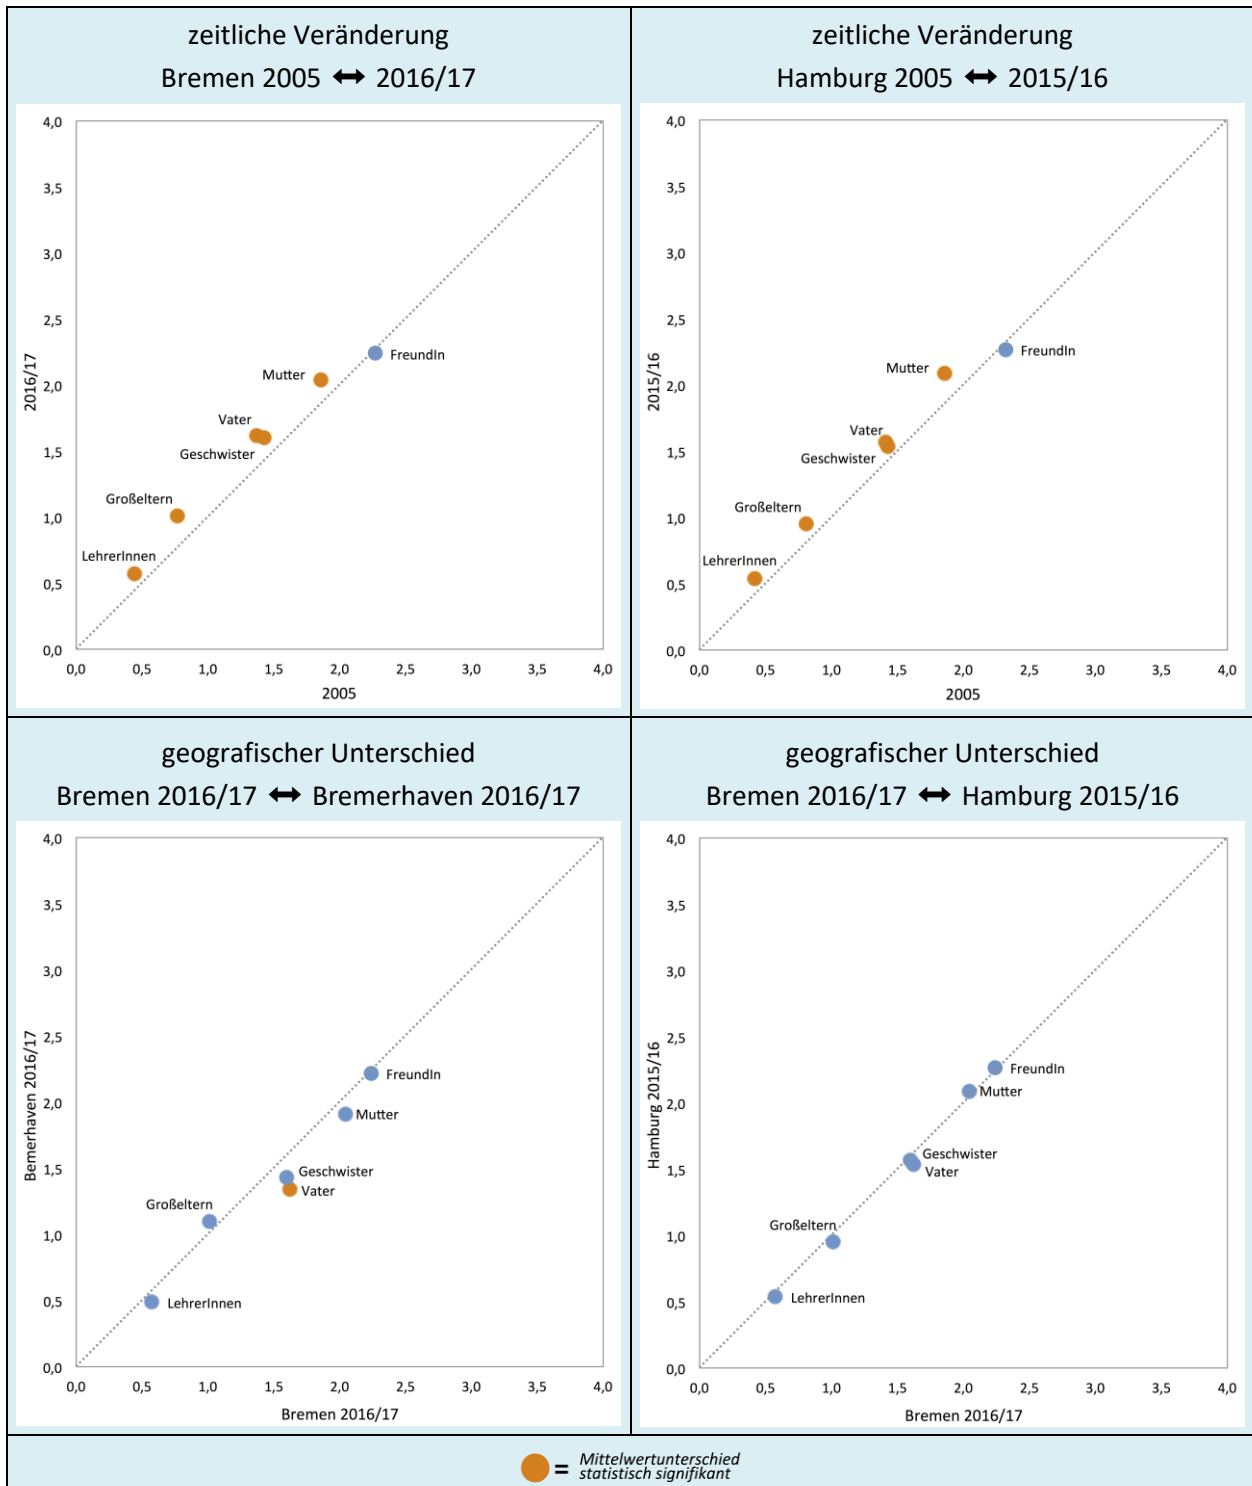 zeitliche Veränderung
Bremen 2005 ↔ 2016/17
4,0
3,5
3,0
2,5
2,0
1,5
1,0
0,5
0,0
2016/17
FreundIn
Mutter
Vater
Geschwister
Großeltern
LehrerInnen
0,0 0,5 1,0 1,5 2,0 2,5 3,0 3,5 4,0
2005
zeitliche Veränderung
Hamburg 2005 ↔ 2015/16
4,0
3,5
3,0
2,5
2,0
1,5
1,0
0,5
0,0
2015/16
FreundIn
Mutter
Vater
Geschwister
Großeltern
LehrerInnen
0,0 0,5 1,0 1,5 2,0 2,5 3,0 3,5 4,0
2005
geografischer Unterschied
Bremen 2016/17 ↔ Bremerhaven 2016/17
4,0
3,5
3,0
2,5
2,0
1,5
1,0
0,5
0,0
Bemerhaven 2016/17
FreundIn
Mutter
Geschwister
Vater
Großeltern
LehrerInnen
0,0 0,5 1,0 1,5 2,0 2,5 3,0 3,5 4,0
Bremen 2016/17
geografischer Unterschied
Bremen 2016/17 ↔ Hamburg 2015/16
4,0
3,5
3,0
2,5
2,0
1,5
1,0
0,5
0,0
Hamburg 2015/16
FreundIn
Mutter
Geschwister
Vater
Großeltern
LehrerInnen
0,0 0,5 1,0 1,5 2,0 2,5 3,0 3,5 4,0
Bremen 2016/17
= Mittelwertunterschied
statistisch signifikant